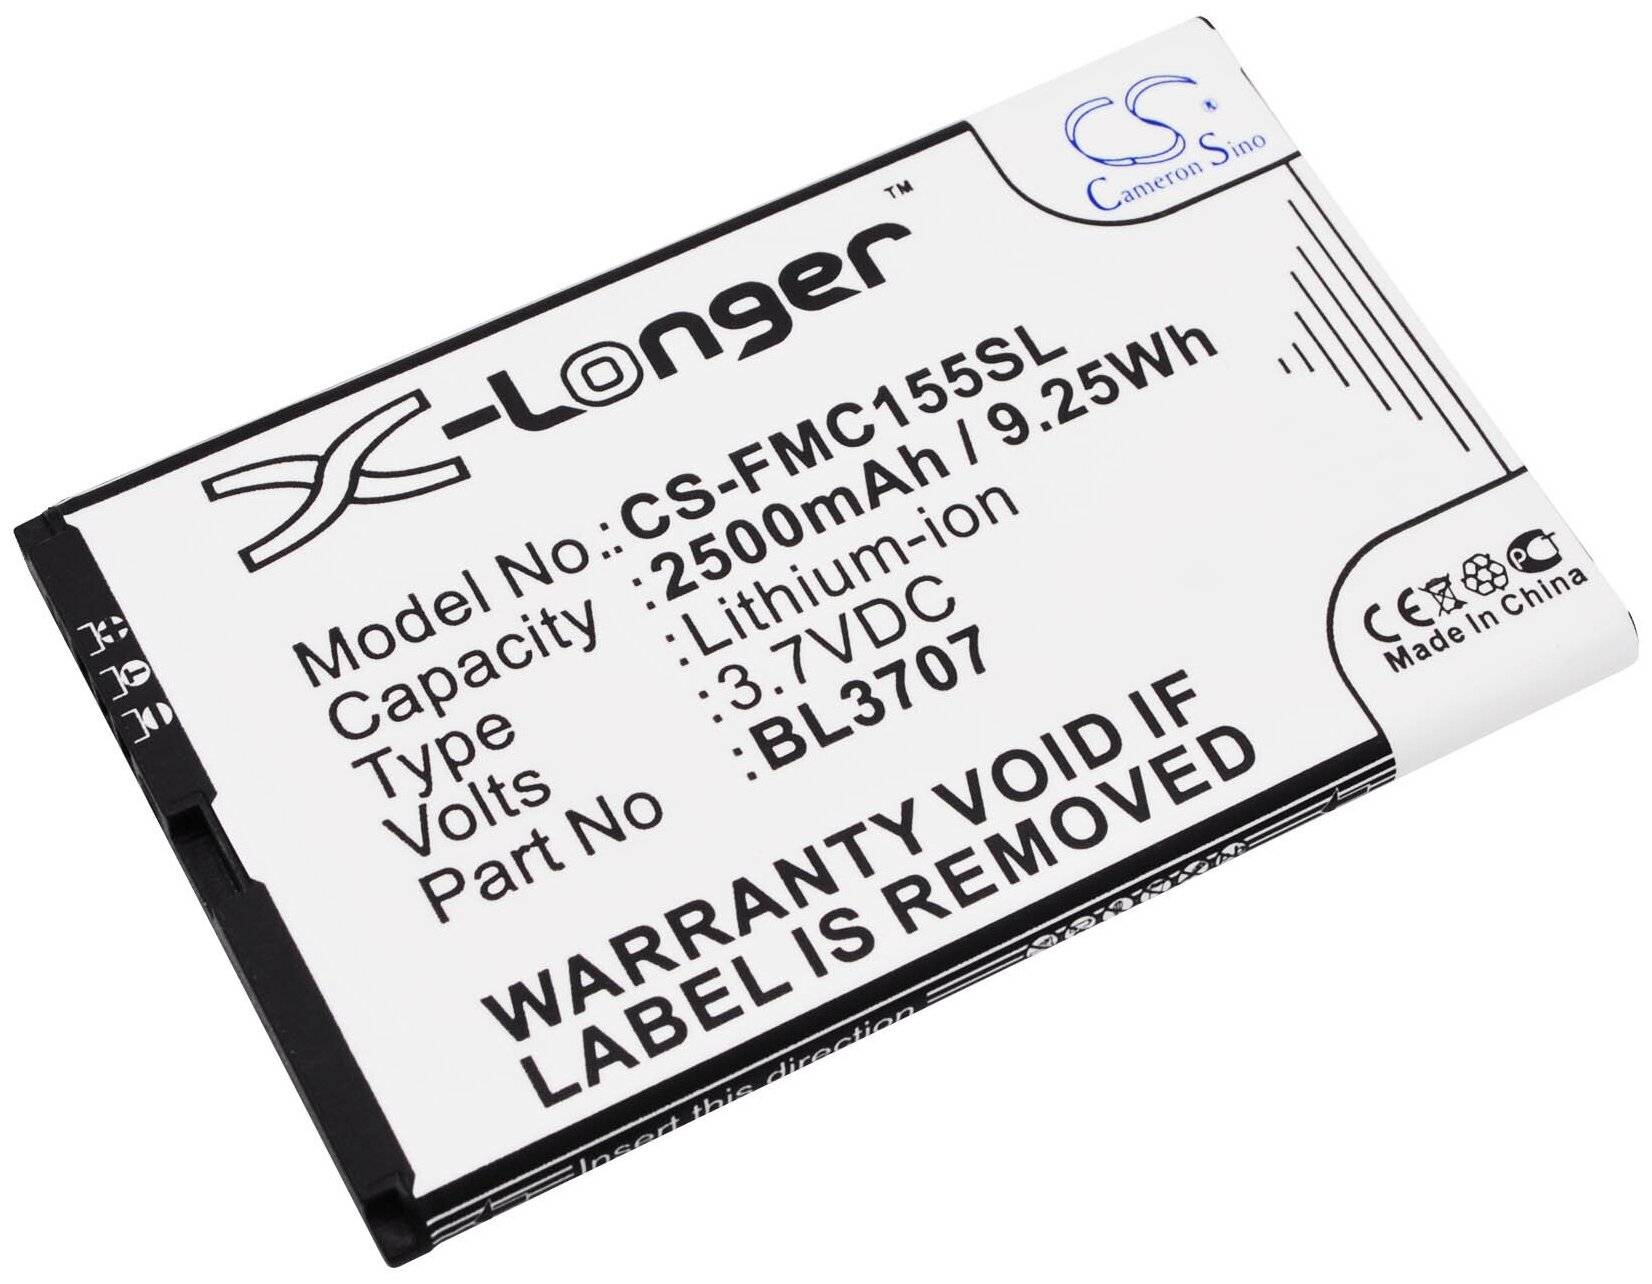 CS
Cameron Sino
X-Longer™
Model No.:CS-FMC155SL
Capacity :2500mAh / 9.25Wh
Type :Lithium-ion
Volts :3.7VDC
Part No :BL3707
WARRANTY VOID IF
LABEL IS REMOVED
CE
Made In China
Insert this direction